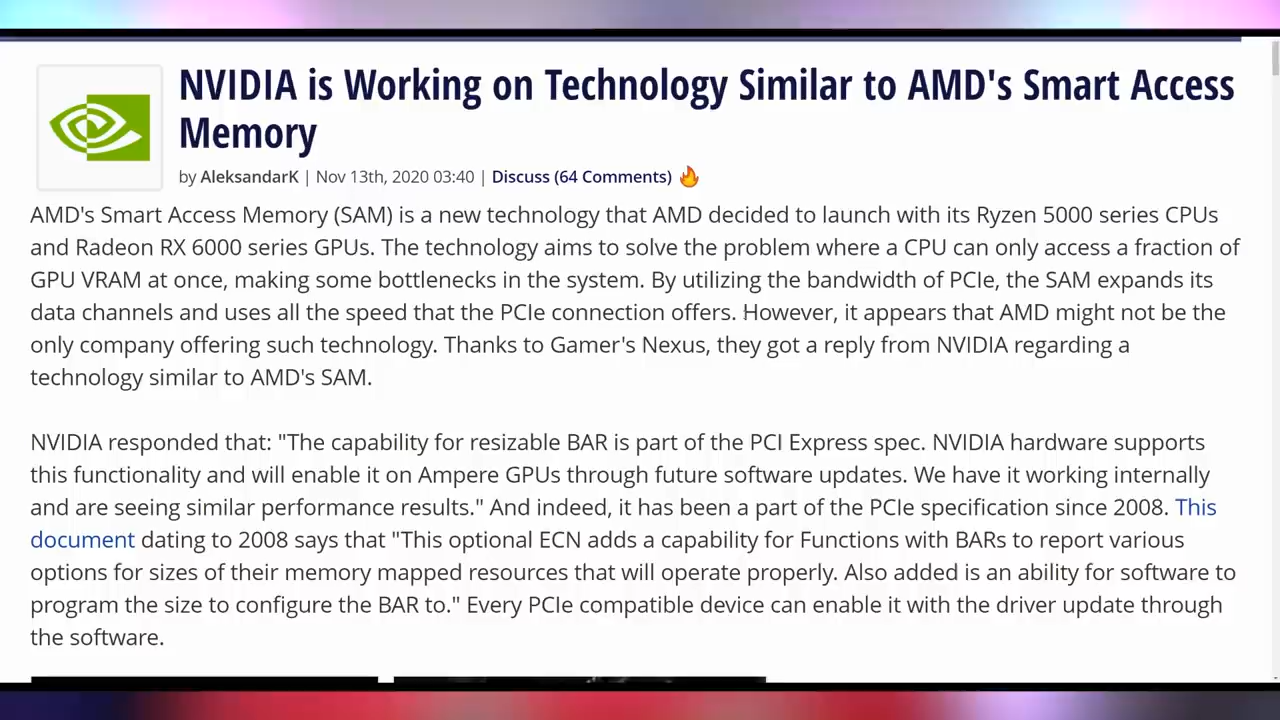 NVIDIA is Working on Technology Similar to AMD's Smart Access
Memory
by AleksandarK | Nov 13th, 2020 03:40 | Discuss (64 Comments)
AMD's Smart Access Memory (SAM) is a new technology that AMD decided to launch with its Ryzen 5000 series CPUs
and Radeon RX 6000 series GPUs. The technology aims to solve the problem where a CPU can only access a fraction of
GPU VRAM at once, making some bottlenecks in the system. By utilizing the bandwidth of PCIe, the SAM expands its
data channels and uses all the speed that the PCIe connection offers. However, it appears that AMD might not be the
only company offering such technology. Thanks to Gamer's Nexus, they got a reply from NVIDIA regarding a
technology similar to AMD's SAM.
NVIDIA responded that: "The capability for resizable BAR is part of the PCI Express spec. NVIDIA hardware supports
this functionality and will enable it on Ampere GPUs through future software updates. We have it working internally
and are seeing similar performance results." And indeed, it has been a part of the PCIe specification since 2008. This
document dating to 2008 says that "This optional ECN adds a capability for Functions with BARs to report various
options for sizes of their memory mapped resources that will operate properly. Also added is an ability for software to
program the size to configure the BAR to." Every PCIe compatible device can enable it with the driver update through
the software.